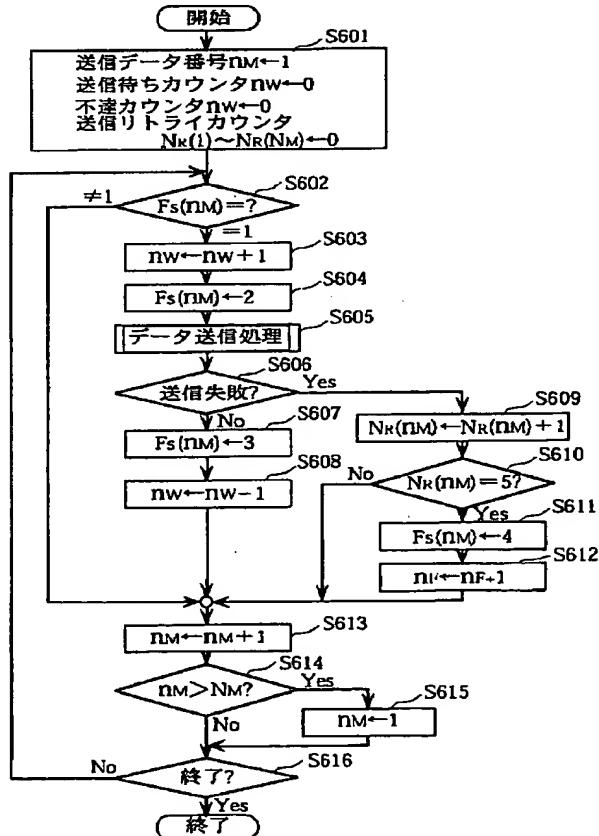 開始
S601
送信データ番号nM←1
送信待ちカウンタnW←0
不達カウンタnW←0
送信リトライカウンタ
NR(1)～NR(NM)←0
S602
≠1
Fs(nM)=?
=1
S603
nW←nW+1
S604
Fs(nM)←2
S605
データ送信処理
S606
送信失敗?
Yes
No
S607
Fs(nM)←3
S608
nW←nW-1
S609
NR(nM)←NR(nM)+1
S610
No
NR(nM)=5?
Yes
S611
Fs(nM)←4
S612
←nF+1
S613
nM←nM+1
S614
nM>NM?
Yes
No
S615
nM←1
S616
No
終了?
Yes
終了